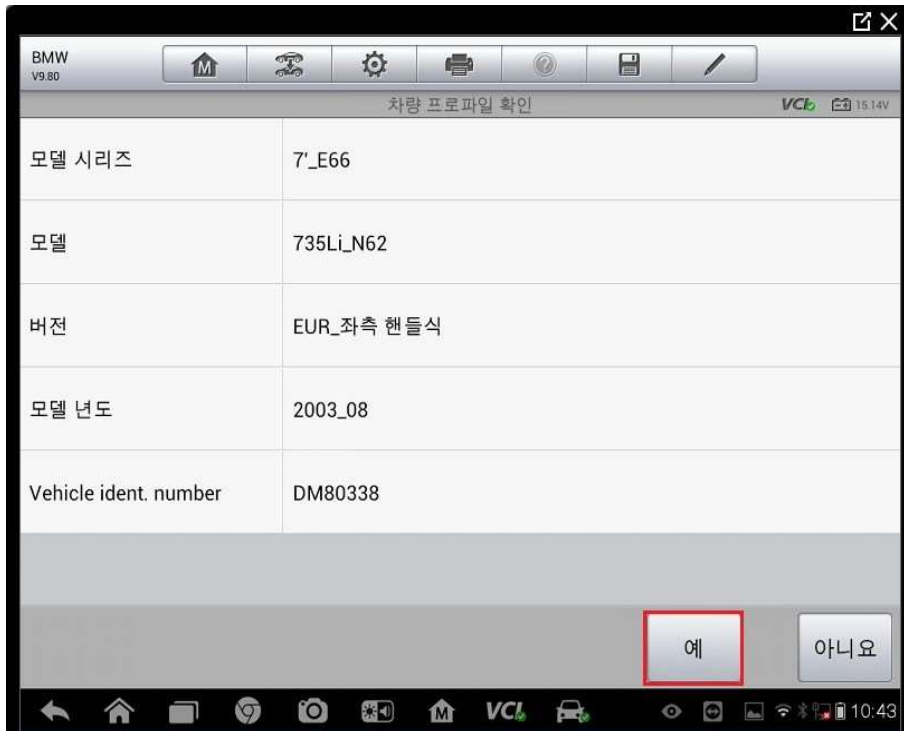 BMW
V9.80
M
차량 프로파일 확인
VCI 15.14V
모델 시리즈 7'_E66
모델 735Li_N62
버전 EUR_좌측 핸들식
모델 년도 2003_08
Vehicle ident. number DM80338
예 아니요
M VCI 10:43